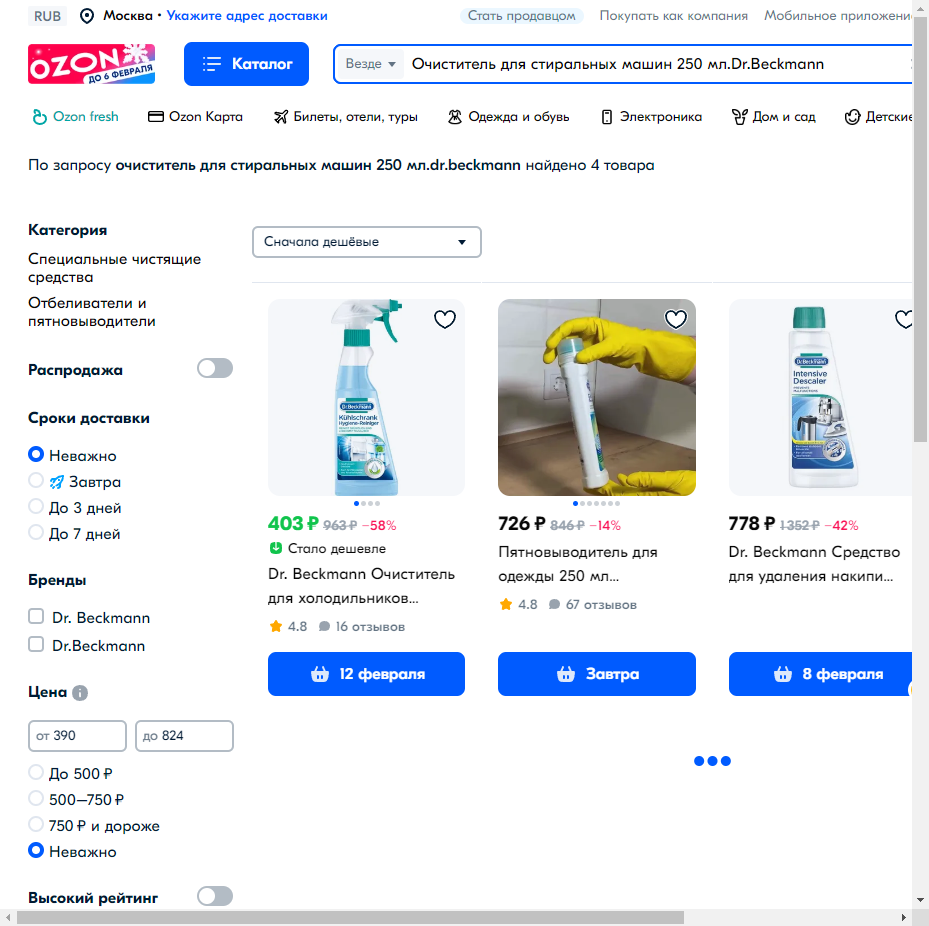 RUB Москва • Укажите адрес доставки Стать продавцом Покупать как компания Мобильное приложени
OZON
ДО 6 ФЕВРАЛЯ
Каталог
Везде Очиститель для стиральных машин 250 мл.Dr.Beckmann
Ozon fresh Ozon Карта Билеты, отели, туры Одежда и обувь Электроника Дом и сад Детские
По запросу очиститель для стиральных машин 250 мл.dr.beckmann найдено 4 товара
Категория
Специальные чистящие
средства
Отбеливатели и
пятновыводители
Распродажа
Сроки доставки
Неважно
Завтра
До 3 дней
До 7 дней
Бренды
Dr. Beckmann
Dr.Beckmann
Цена
от 390 до 824
До 500 ₽
500–750 ₽
750 ₽ и дороже
Неважно
Высокий рейтинг
Сначала дешёвые
Dr.Beckmann
Kühlschrank
Hygiene-Reiniger
403 ₽ 963 ₽ −58%
Стало дешевле
Dr. Beckmann Очиститель
для холодильников...
4.8 16 отзывов
12 февраля
726 ₽ 846 ₽ −14%
Пятновыводитель для
одежды 250 мл...
4.8 67 отзывов
Завтра
Dr.Beckmann
Intensive
Descaler
778 ₽ 1 352 ₽ −42%
Dr. Beckmann Средство
для удаления накипи...
8 февраля